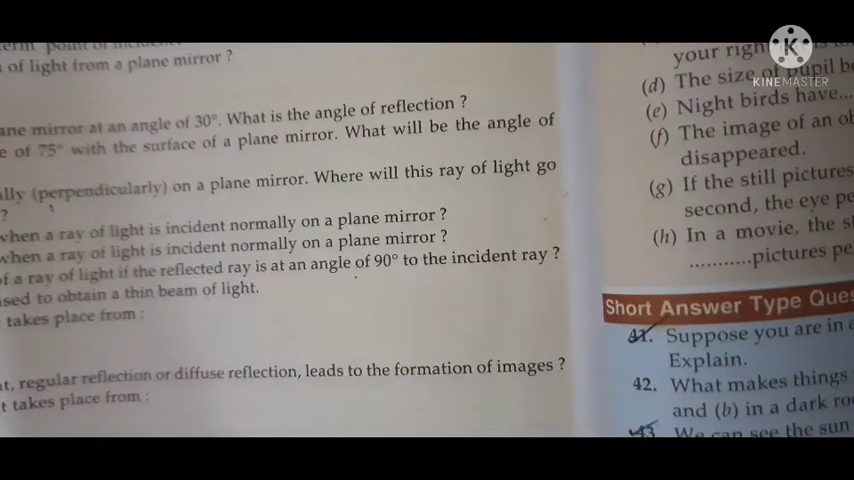 of light from a plane mirror ?
ane mirror at an angle of 30°. What is the angle of reflection ?
e of 75° with the surface of a plane mirror. What will be the angle of
ally (perpendicularly) on a plane mirror. Where will this ray of light go
?
when a ray of light is incident normally on a plane mirror ?
when a ray of light is incident normally on a plane mirror ?
of a ray of light if the reflected ray is at an angle of 90° to the incident ray ?
used to obtain a thin beam of light.
takes place from :
nt, regular reflection or diffuse reflection, leads to the formation of images ?
t takes place from :
your right
(d) The size of pupil be
(e) Night birds have...
(f) The image of an ob
disappeared.
(g) If the still pictures
second, the eye pe
(h) In a movie, the s
...........pictures pe
Short Answer Type Ques
41. Suppose you are in a
Explain.
42. What makes things
and (b) in a dark roo
43. We can see the sun
K
KINEMASTER